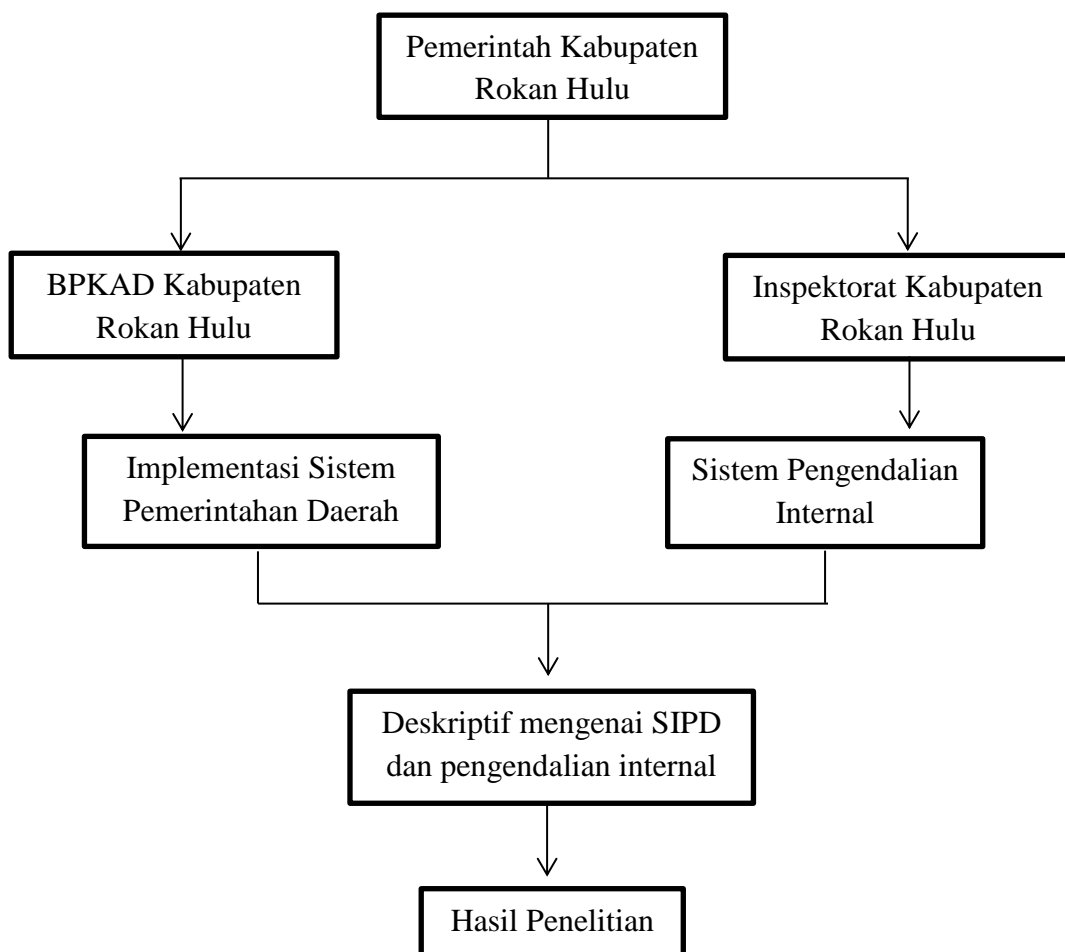 Pemerintah Kabupaten
Rokan Hulu
BPKAD Kabupaten
Rokan Hulu
Inspektorat Kabupaten
Rokan Hulu
Implementasi Sistem
Pemerintahan Daerah
Sistem Pengendalian
Internal
Deskriptif mengenai SIPD
dan pengendalian internal
Hasil Penelitian